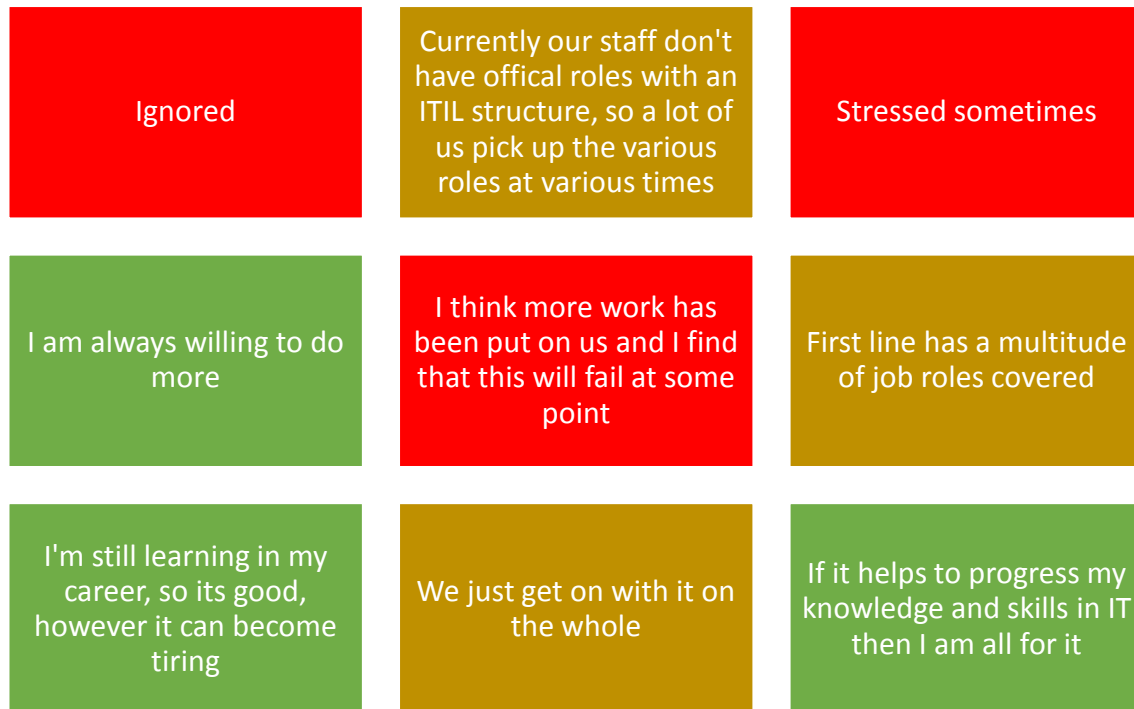 Ignored
Currently our staff don't
have offical roles with an
ITIL structure, so a lot of
us pick up the various
roles at various times
Stressed sometimes
I am always willing to do
more
I think more work has
been put on us and I find
that this will fail at some
point
First line has a multitude
of job roles covered
I'm still learning in my
career, so its good,
however it can become
tiring
We just get on with it on
the whole
If it helps to progress my
knowledge and skills in IT
then I am all for it